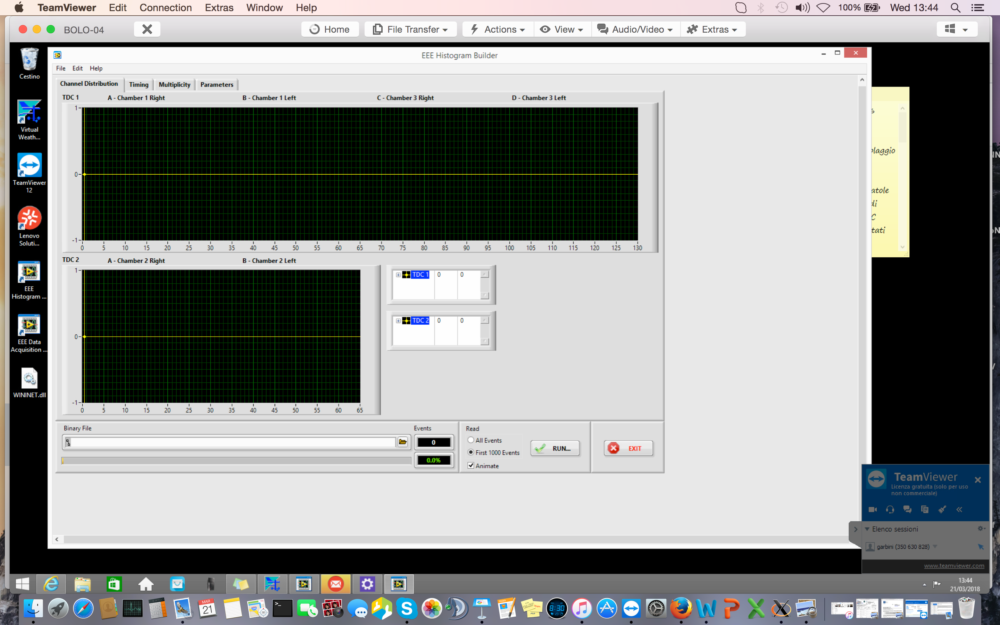 TeamViewer Edit Connection Extras Window Help 100% Wed 13:44
BOLO-04 Home File Transfer Actions View Audio/Video Extras
Cestino
Virtual
Weath...
TeamViewer
12
Lenovo
Soluti...
EEE
Histogram ...
EEE Data
Acquisition ...
WININET.dll
EEE Histogram Builder
File Edit Help
Channel Distribution Timing Multiplicity Parameters
TDC 1 A - Chamber 1 Right B - Chamber 1 Left C - Chamber 3 Right D - Chamber 3 Left
1
0
-1
0 5 10 15 20 25 30 35 40 45 50 55 60 65 70 75 80 85 90 95 100 105 110 115 120 125 130
TDC 2 A - Chamber 2 Right B - Chamber 2 Left
1
0
-1
0 5 10 15 20 25 30 35 40 45 50 55 60 65
TDC 1 0 0
TDC 2 0 0
Binary File Events
0
0.0%
Read
All Events
First 1000 Events
Animate
RUN...
EXIT
olaggio
atole
di
C
tati
TeamViewer
Licenza gratuita (solo per uso
non commerciale)
Elenco sessioni
garbini (350 630 828)
www.teamviewer.com
13:44
21/03/2018
MAR
21
8:30
PAGES